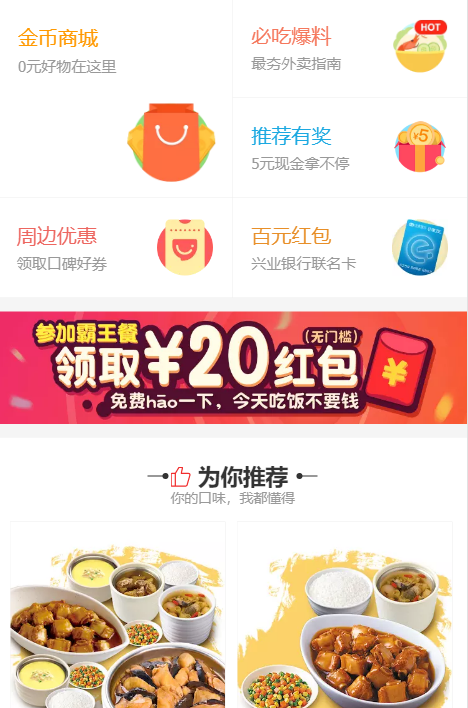 金币商城
0元好物在这里
必吃爆料
最夯外卖指南
HOT
推荐有奖
5元现金拿不停
¥5
周边优惠
领取口碑好券
百元红包
兴业银行联名卡
参加霸王餐
领取¥20红包
(无门槛)
¥
免费hāo一下，今天吃饭不要钱
为你推荐
你的口味，我都懂得